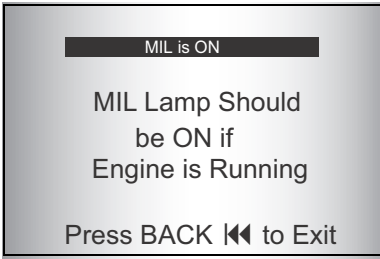 MIL is ON
MIL Lamp Should
be ON if
Engine is Running
Press BACK ⏮ to Exit